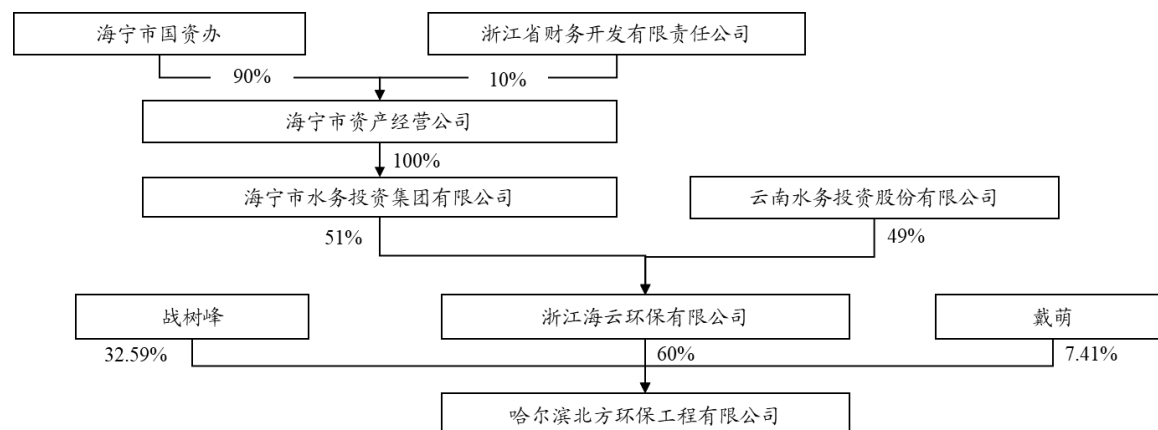 海宁市国资办
浙江省财务开发有限责任公司
90%
10%
海宁市资产经营公司
100%
海宁市水务投资集团有限公司
云南水务投资股份有限公司
51%
49%
战树峰
浙江海云环保有限公司
戴萌
32.59%
60%
7.41%
哈尔滨北方环保工程有限公司